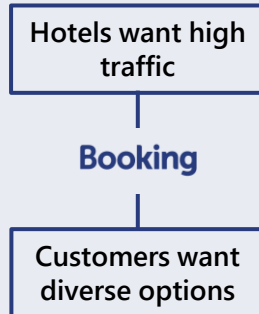 Hotels want high
traffic
Booking
Customers want
diverse options